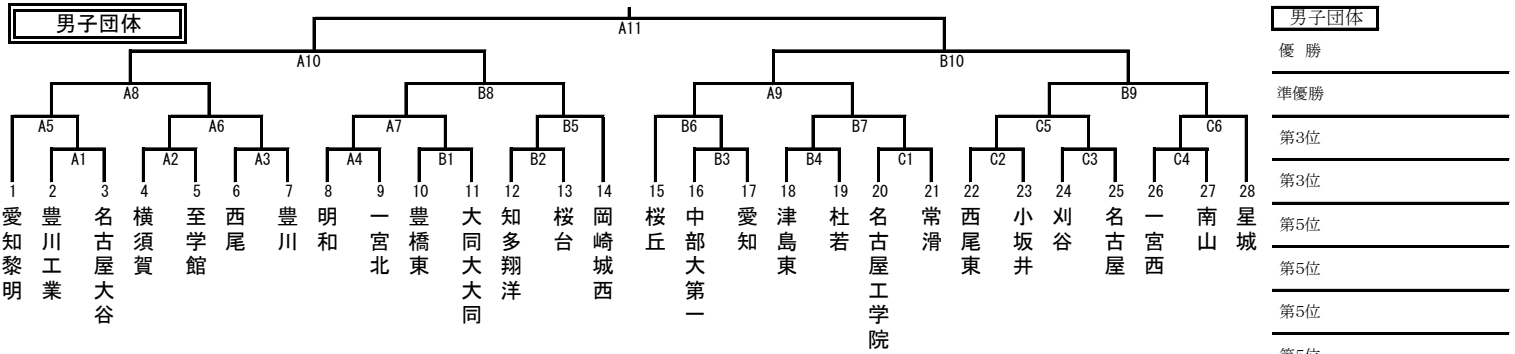 男子団体
A11
A10
B10
A8
B8
A9
B9
A5
A6
A7
B5
B6
B7
C5
C6
A1
A2
A3
A4
B1
B2
B3
B4
C1
C2
C3
C4
1 2 3 4 5 6 7 8 9 10 11 12 13 14 15 16 17 18 19 20 21 22 23 24 25 26 27 28
愛知黎明
豊川工業
名古屋大谷
横須賀
至学館
西尾
豊川
明和
一宮北
豊橋東
大同大大同
知多翔洋
桜台
岡崎城西
桜丘
中部大第一
愛知
津島東
杜若
名古屋工学院
常滑
西尾東
小坂井
刈谷
名古屋
一宮西
南山
星城
男子団体
優 勝
準優勝
第3位
第3位
第5位
第5位
第5位
第5位